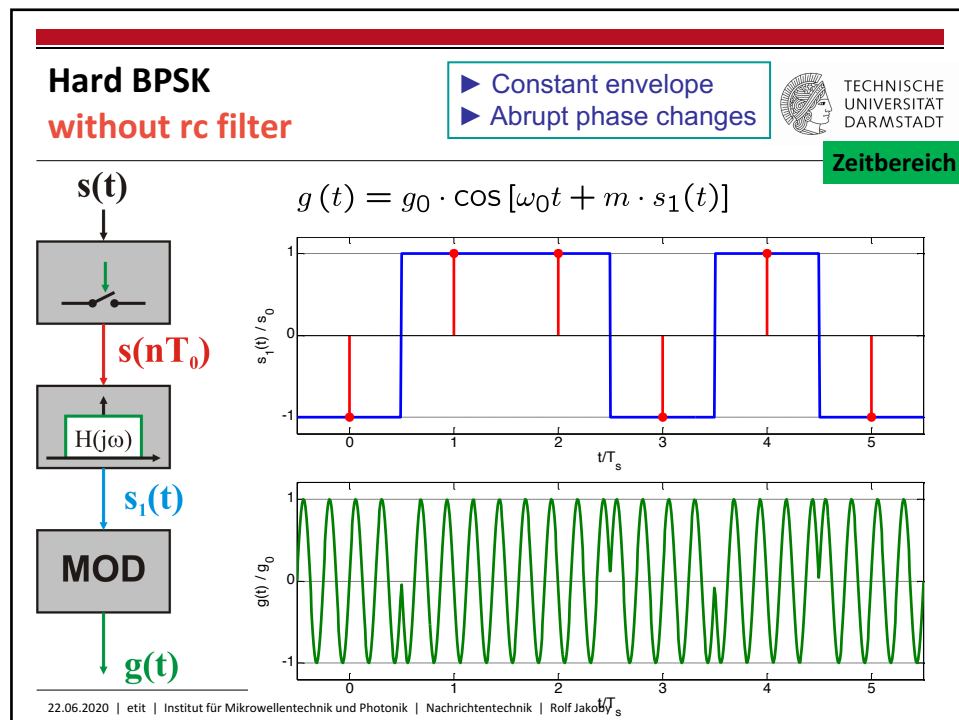 Hard BPSK
without rc filter
► Constant envelope
► Abrupt phase changes
TECHNISCHE
UNIVERSITÄT
DARMSTADT
Zeitbereich
s(t)
g (t) = g₀ · cos [ω₀t + m · s₁(t)]
s(nT₀)
H(jω)
s₁(t)
MOD
g(t)
1
0
-1
s₁(t) / s₀
0 1 2 3 4 5
t/Tₛ
1
0
-1
g(t) / g₀
0 1 2 3 4 5
t/Tₛ
22.06.2020 | etit | Institut für Mikrowellentechnik und Photonik | Nachrichtentechnik | Rolf Jakoby